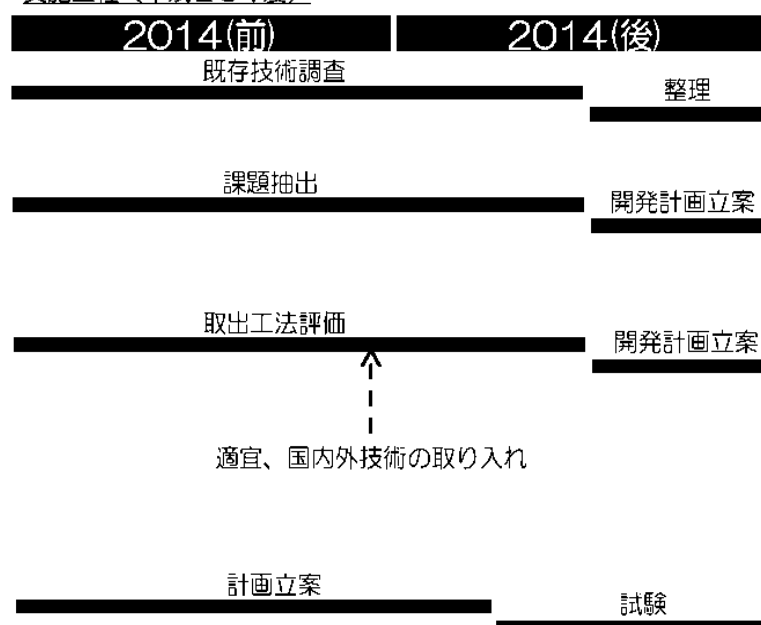 2014(前) 2014(後)
既存技術調査
整理
課題抽出
開発計画立案
取出工法評価
開発計画立案
適宜、国内外技術の取り入れ
計画立案
試験